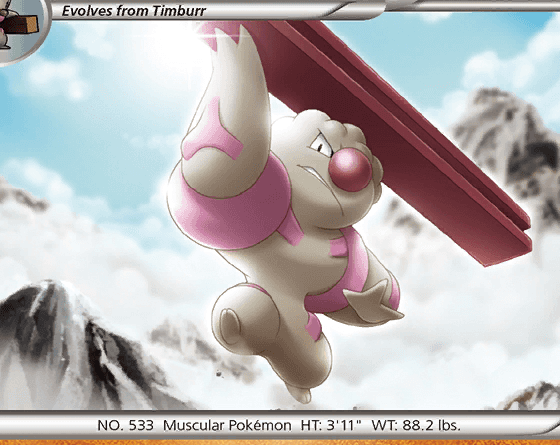 Evolves from Timburr
NO. 533 Muscular Pokémon HT: 3'11" WT: 88.2 lbs.